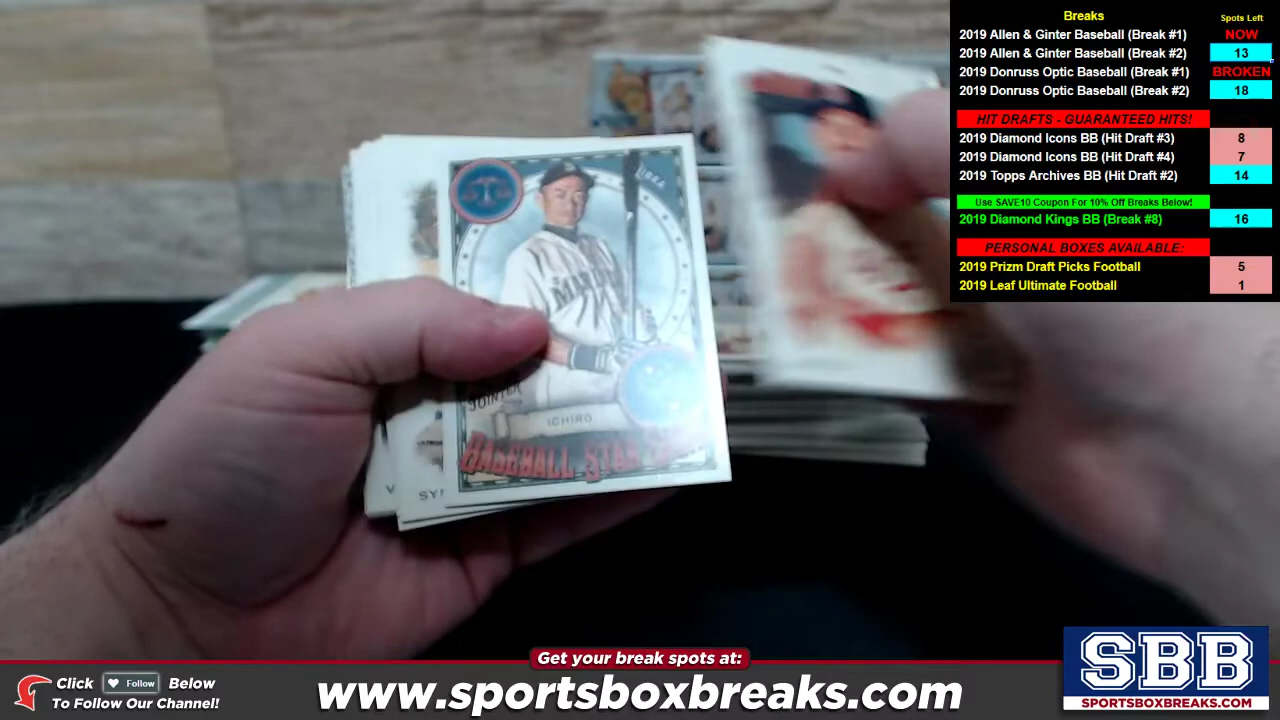 Breaks
Spots Left
2019 Allen & Ginter Baseball (Break #1) NOW
2019 Allen & Ginter Baseball (Break #2) 13
2019 Donruss Optic Baseball (Break #1) BROKEN
2019 Donruss Optic Baseball (Break #2) 18
HIT DRAFTS - GUARANTEED HITS!
2019 Diamond Icons BB (Hit Draft #3) 8
2019 Diamond Icons BB (Hit Draft #4) 7
2019 Topps Archives BB (Hit Draft #2) 14
Use SAVE10 Coupon For 10% Off Breaks Below!
2019 Diamond Kings BB (Break #8) 16
PERSONAL BOXES AVAILABLE:
2019 Prizm Draft Picks Football 5
2019 Leaf Ultimate Football 1
LIBRA
ICHIRO
BASEBALL STAR
SY
Get your break spots at:
Click Follow Below
To Follow Our Channel!
www.sportsboxbreaks.com
SBB
SPORTSBOXBREAKS.COM